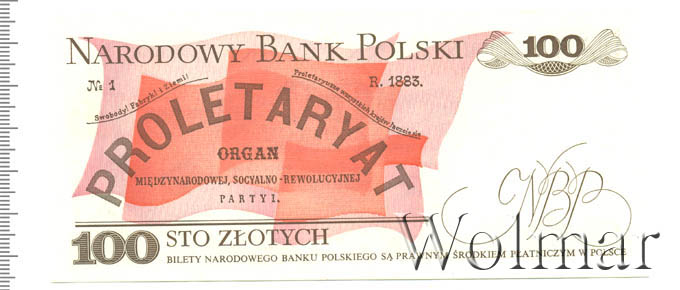 NARODOWY BANK POLSKI
100
№ 1
R. 1883.
Swobody! Fabryk! i Ziemi!
Proletaryusze wszystkich krajów łączcie się
PROLETARYAT
ORGAN
MIĘDZYNARODOWEJ, SOCYALNO-REWOLUCYJNEJ
PARTYI.
NBP
100 STO ZŁOTYCH
BILETY NARODOWEGO BANKU POLSKIEGO SĄ PRAWNYM ŚRODKIEM PŁATNICZYM W POLSCE
Wolmar